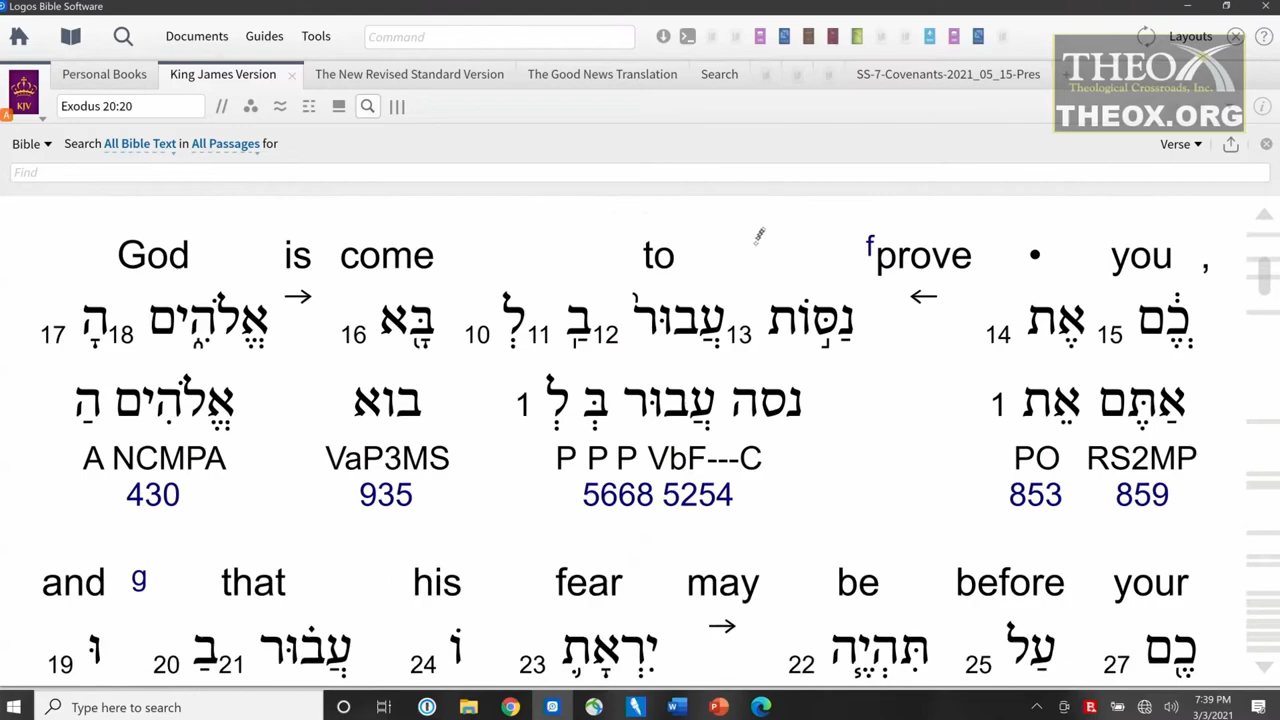 Logos Bible Software
Documents Guides Tools Command Layouts
Personal Books King James Version The New Revised Standard Version The Good News Translation Search SS-7-Covenants-2021_05_15-Pres
THEOX
Theological Crossroads, Inc.
THEOX.ORG
KJV Exodus 20:20
A
Bible Search All Bible Text in All Passages for Verse
Find
God is come to f prove • you ,
17 הָ 18 אֱלֹהִ֑ים → 16 בָּ֖א 10 לְ 11 בַֽ 12 עֲבוּר֙ 13 נַסּ֣וֹת ← 14 אֶת 15 כֶ֔ם
הַ אֱלֹהִים בוא 1 לְ בְּ עֲבוּר נסה 1 אֵת אַתֶּם
A NCMPA VaP3MS P P P VbF---C PO RS2MP
430 935 5668 5254 853 859
and g that his fear may be before your
19 וּ 20 בַ 21 עֲב֗וּר 24 וֹ 23 יִרְאָת֛ → 22 תִּהְיֶ֧ה 25 עַל 27 כֶ֖ם
Type here to search
7:39 PM
3/3/2021